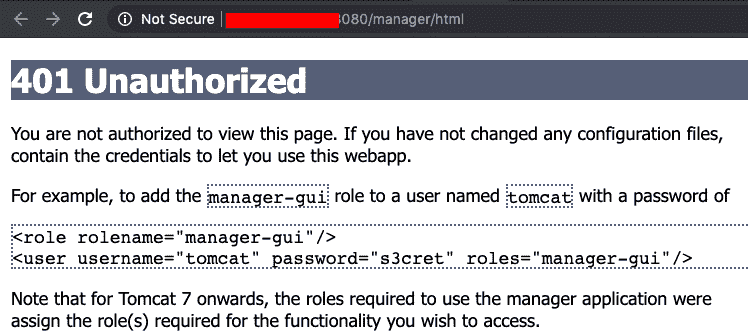 Not Secure | 8080/manager/html
401 Unauthorized
You are not authorized to view this page. If you have not changed any configuration files,
contain the credentials to let you use this webapp.
For example, to add the manager-gui role to a user named tomcat with a password of
<role rolename="manager-gui"/>
<user username="tomcat" password="s3cret" roles="manager-gui"/>
Note that for Tomcat 7 onwards, the roles required to use the manager application were
assign the role(s) required for the functionality you wish to access.